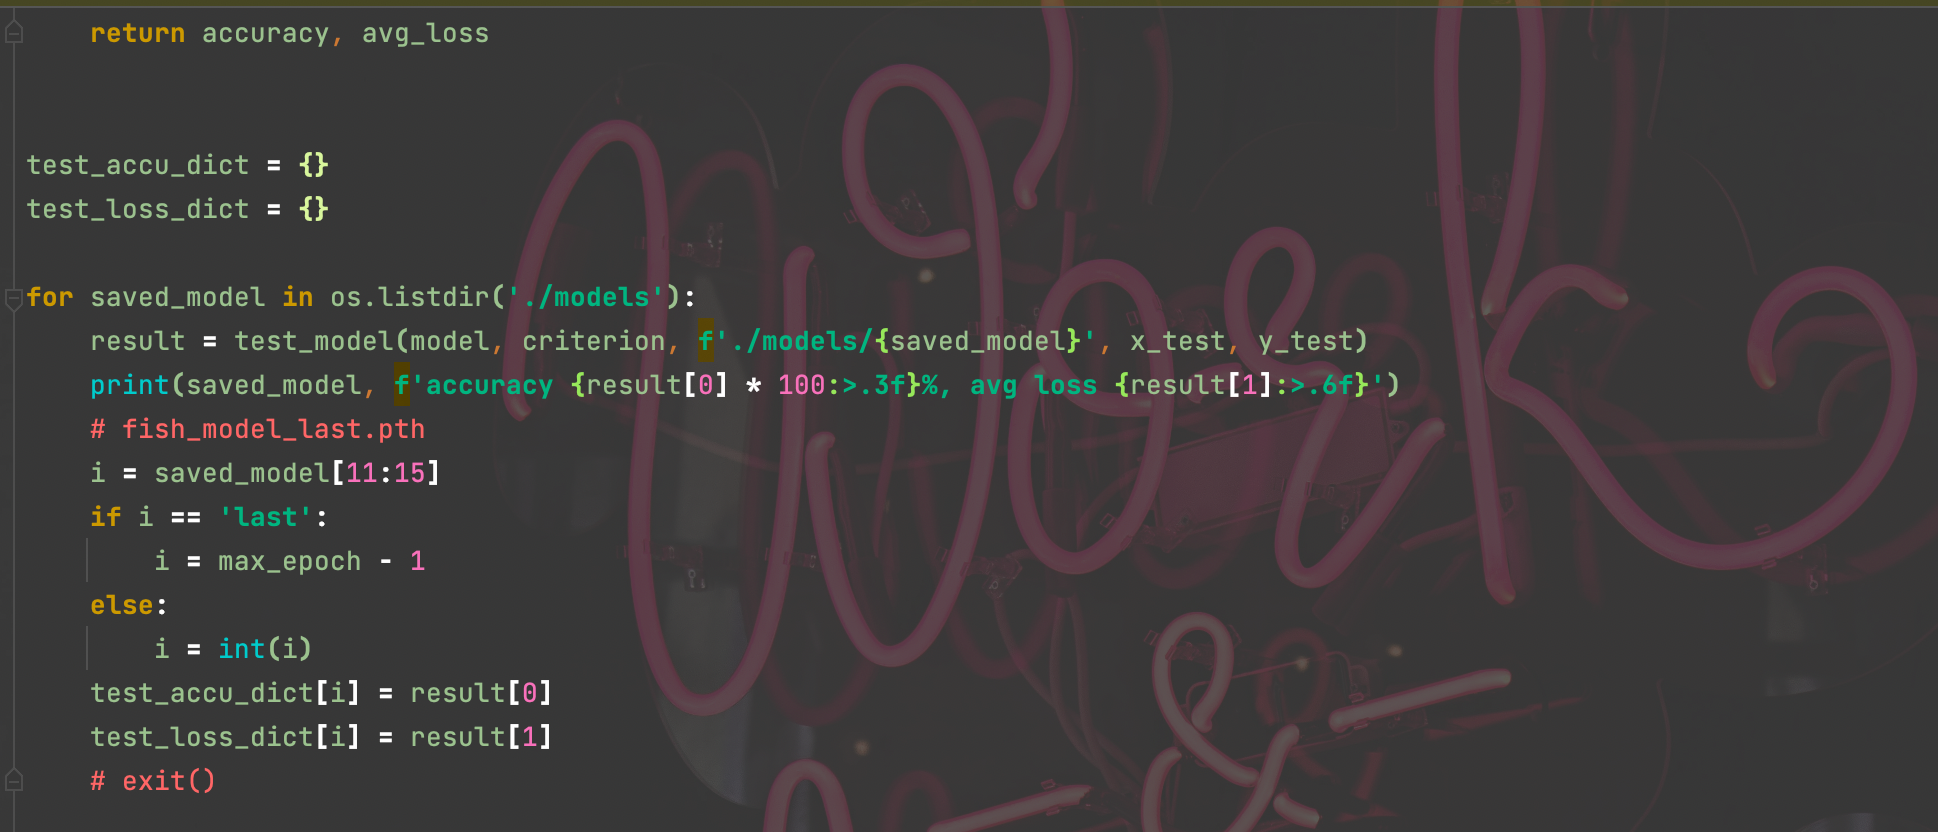 return accuracy, avg_loss
test_accu_dict = {}
test_loss_dict = {}
for saved_model in os.listdir('./models'):
    result = test_model(model, criterion, f'./models/{saved_model}', x_test, y_test)
    print(saved_model, f'accuracy {result[0] * 100:>.3f}%, avg loss {result[1]:>.6f}')
    # fish_model_last.pth
    i = saved_model[11:15]
    if i == 'last':
        i = max_epoch - 1
    else:
        i = int(i)
    test_accu_dict[i] = result[0]
    test_loss_dict[i] = result[1]
    # exit()